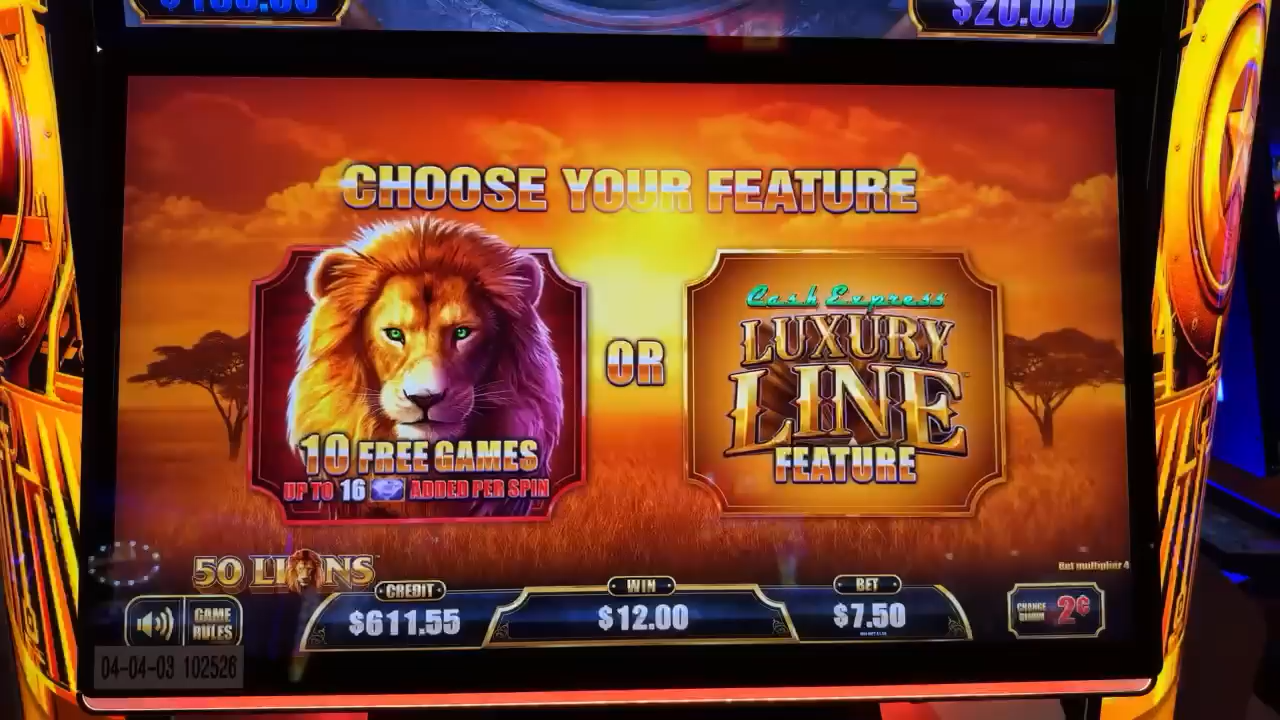 $20.00
CHOOSE YOUR FEATURE
10 FREE GAMES
UP TO 16 ADDED PER SPIN
OR
Cash Express
LUXURY
LINE
FEATURE
50 LIONS
Bet multiplier 4
GAME
RULES
CREDIT
$611.55
WIN
$12.00
BET
$7.50
CHANGE
DENOM
2¢
04-04-03 102526